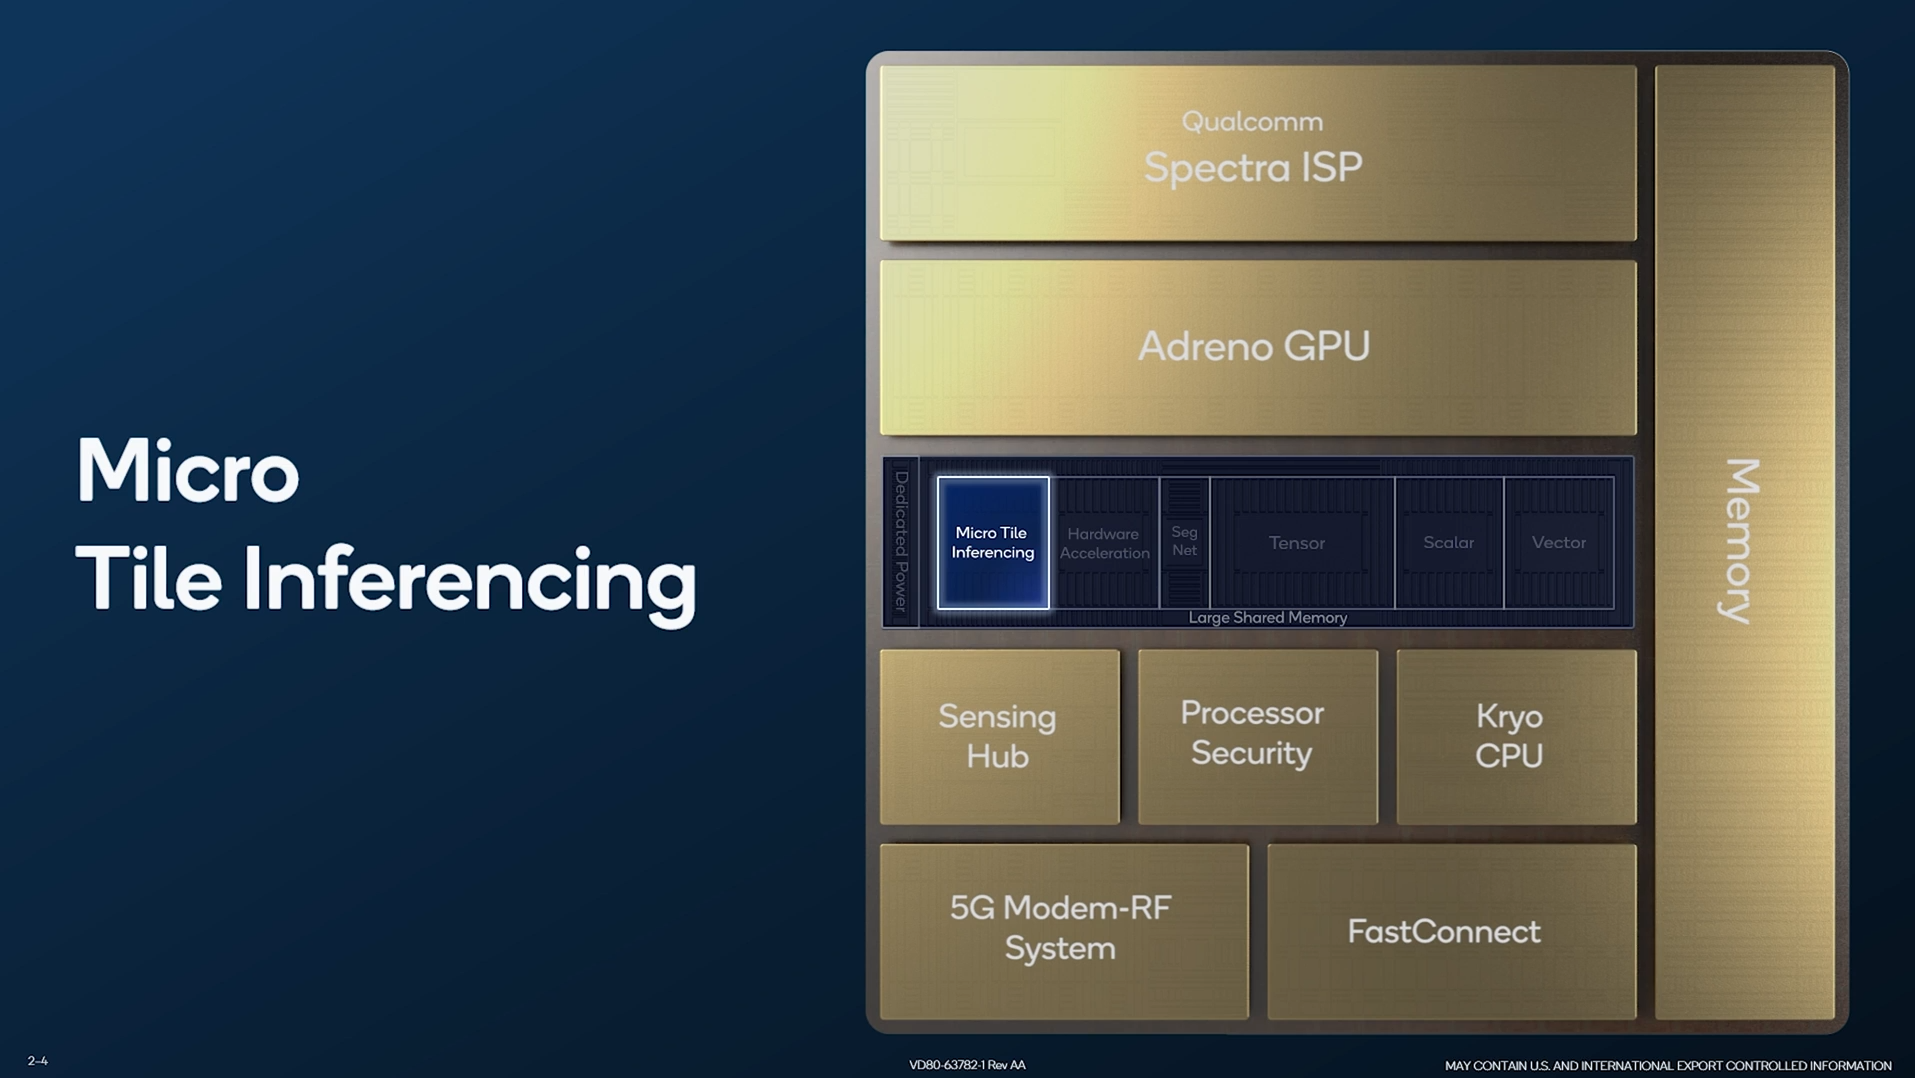 Micro
Tile Inferencing
Qualcomm
Spectra ISP
Adreno GPU
Dedicated Power
Micro Tile
Inferencing
Hardware
Acceleration
Seg
Net
Tensor
Scalar
Vector
Large Shared Memory
Sensing
Hub
Processor
Security
Kryo
CPU
5G Modem-RF
System
FastConnect
Memory
2–4
VD80-63782-1 Rev AA
MAY CONTAIN U.S. AND INTERNATIONAL EXPORT CONTROLLED INFORMATION